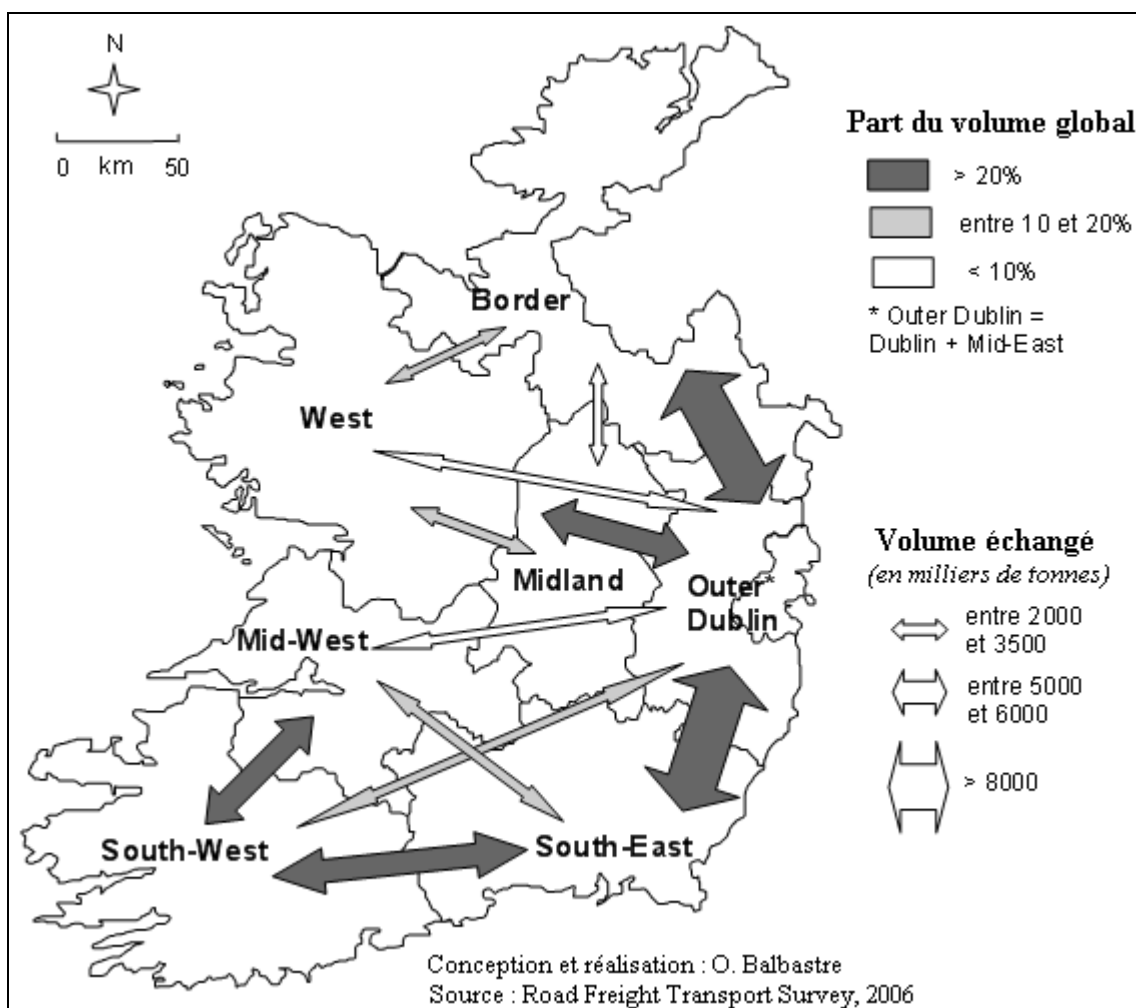 N
0 km 50
Border
West
Midland
Outer*
Dublin
Mid-West
South-West
South-East
Part du volume global
> 20%
entre 10 et 20%
< 10%
* Outer Dublin =
Dublin + Mid-East
Volume échangé
(en milliers de tonnes)
entre 2000
et 3500
entre 5000
et 6000
> 8000
Conception et réalisation : O. Balbastre
Source : Road Freight Transport Survey, 2006